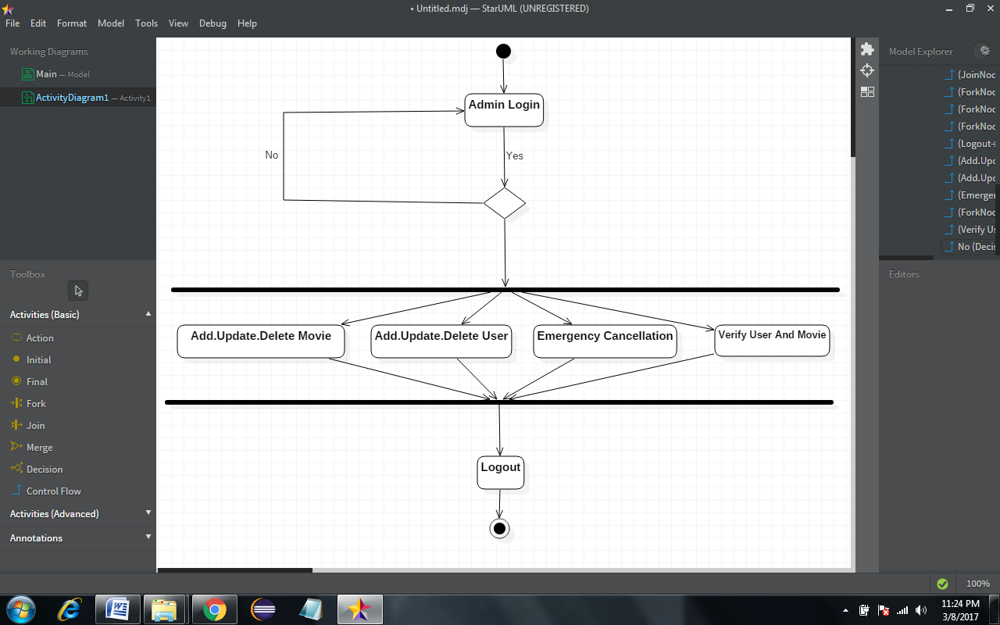 • Untitled.mdj — StarUML (UNREGISTERED)
File Edit Format Model Tools View Debug Help
Working Diagrams
Main — Model
ActivityDiagram1 — Activity1
Toolbox
Activities (Basic)
Action
Initial
Final
Fork
Join
Merge
Decision
Control Flow
Activities (Advanced)
Annotations
Admin Login
No
Yes
Add.Update.Delete Movie
Add.Update.Delete User
Emergency Cancellation
Verify User And Movie
Logout
Model Explorer
(JoinNoc
(ForkNoc
(ForkNoc
(ForkNoc
(Logout→
(Add.Upc
(Add.Upc
(Emerger
(ForkNoc
(Verify Us
No (Decis
Editors
100%
11:24 PM
3/8/2017